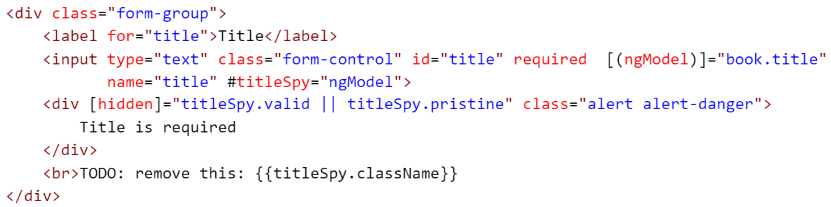 <div class="form-group">
<label for="title">Title</label>
<input type="text" class="form-control" id="title" required  [(ngModel)]="book.title"
name="title" #titleSpy="ngModel">
<div [hidden]="titleSpy.valid || titleSpy.pristine" class="alert alert-danger">
Title is required
</div>
<br>TODO: remove this: {{titleSpy.className}}
</div>